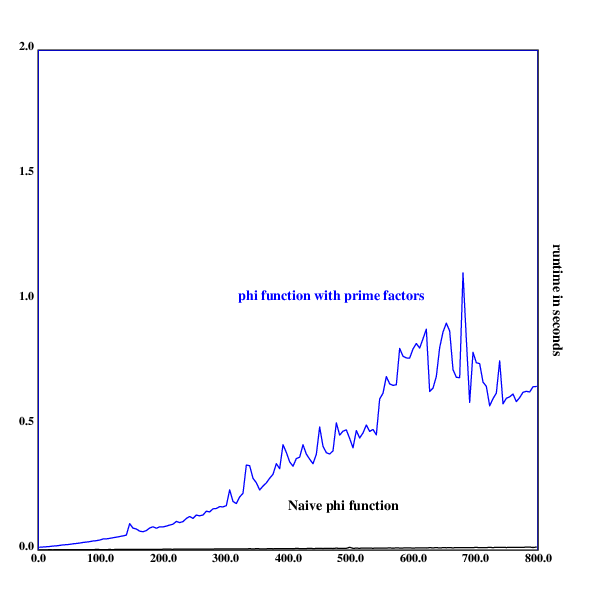 2.0
1.5
1.0
phi function with prime factors
runtime in seconds
0.5
Naive phi function
0.0
0.0 100.0 200.0 300.0 400.0 500.0 600.0 700.0 800.0